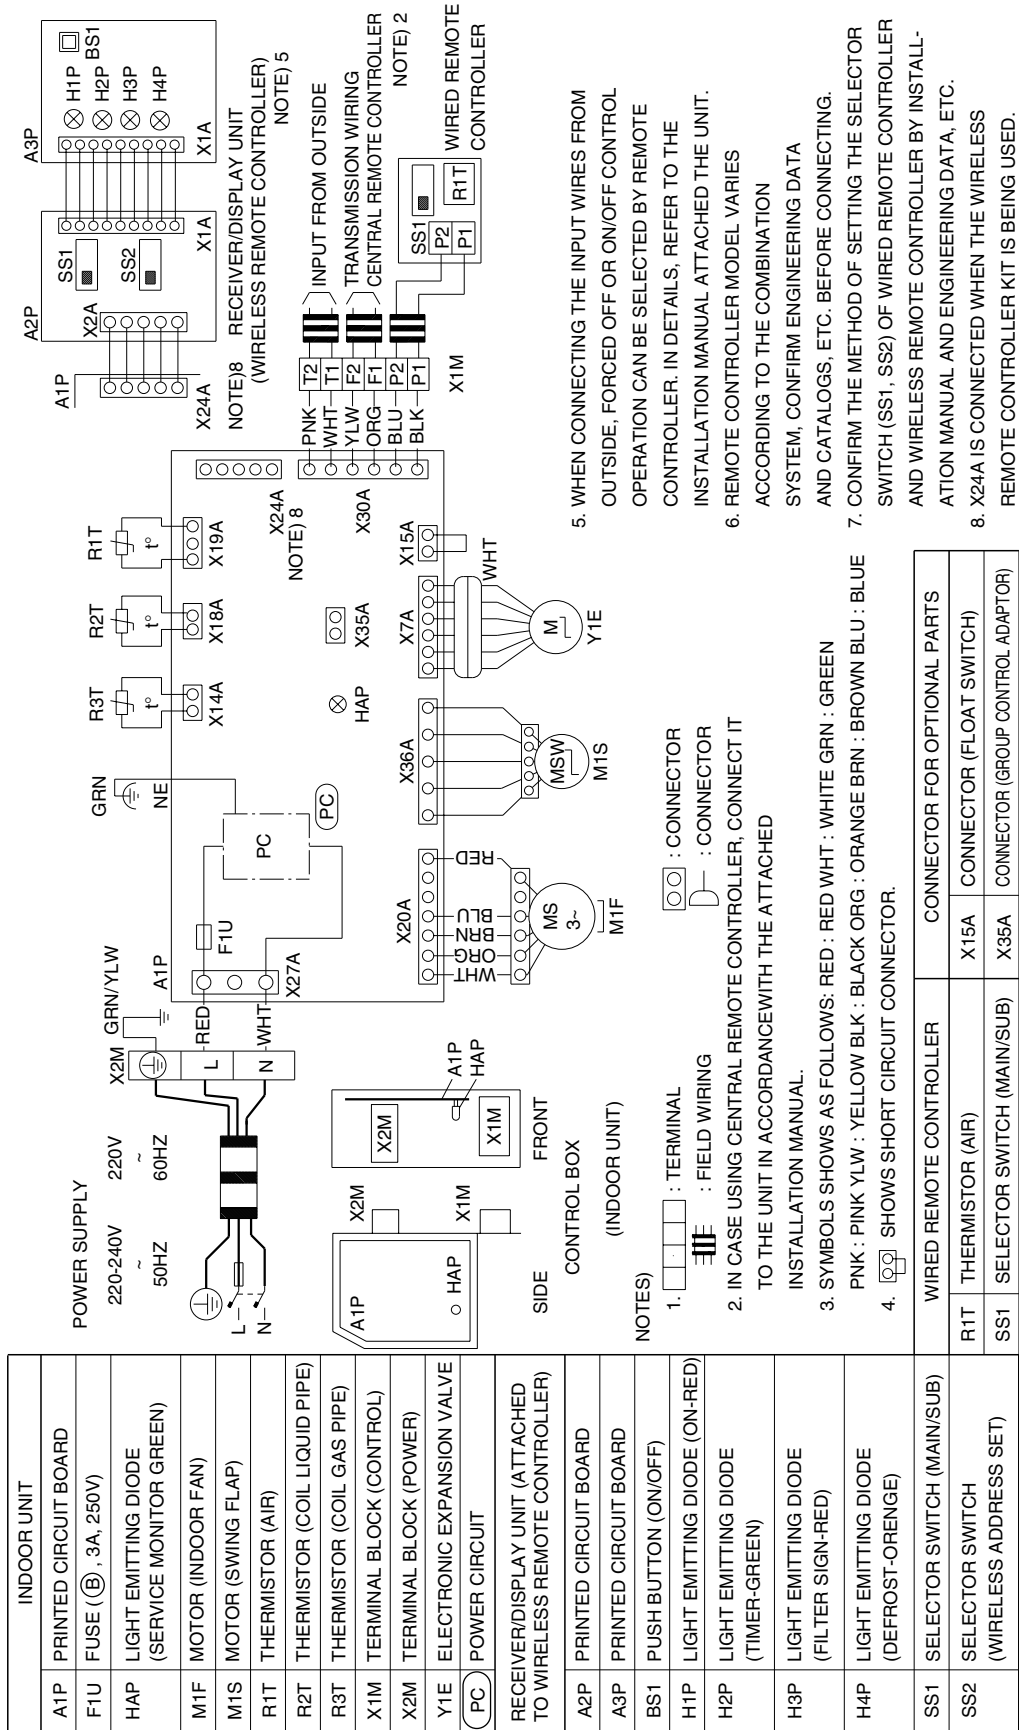 INDOOR UNIT
A1P PRINTED CIRCUIT BOARD
F1U FUSE (Ⓑ, 3A, 250V)
HAP LIGHT EMITTING DIODE
(SERVICE MONITOR GREEN)
M1F MOTOR (INDOOR FAN)
M1S MOTOR (SWING FLAP)
R1T THERMISTOR (AIR)
R2T THERMISTOR (COIL LIQUID PIPE)
R3T THERMISTOR (COIL GAS PIPE)
X1M TERMINAL BLOCK (CONTROL)
X2M TERMINAL BLOCK (POWER)
Y1E ELECTRONIC EXPANSION VALVE
PC POWER CIRCUIT
RECEIVER/DISPLAY UNIT (ATTACHED
TO WIRELESS REMOTE CONTROLLER)
A2P PRINTED CIRCUIT BOARD
A3P PRINTED CIRCUIT BOARD
BS1 PUSH BUTTON (ON/OFF)
H1P LIGHT EMITTING DIODE (ON-RED)
H2P LIGHT EMITTING DIODE
(TIMER-GREEN)
H3P LIGHT EMITTING DIODE
(FILTER SIGN-RED)
H4P LIGHT EMITTING DIODE
(DEFROST-ORENGE)
SS1 SELECTOR SWITCH (MAIN/SUB)
SS2 SELECTOR SWITCH
(WIRELESS ADDRESS SET)
WIRED REMOTE CONTROLLER
R1T THERMISTOR (AIR)
SS1 SELECTOR SWITCH (MAIN/SUB)
CONNECTOR FOR OPTIONAL PARTS
X15A CONNECTOR (FLOAT SWITCH)
X35A CONNECTOR (GROUP CONTROL ADAPTOR)
POWER SUPPLY
220-240V 220V
~ ~
50HZ 60HZ
L
N
X2M
GRN/YLW
L
N
RED
WHT
A1P
X27A
F1U
PC
PC
GRN
NE
R3T
t°
X14A
R2T
t°
X18A
R1T
t°
X19A
HAP
X35A
X24A
NOTE) 8
X30A
X20A
WHT
ORG
BRN
BLU
RED
MS
3~
M1F
X36A
MSW
M1S
X7A
M
Y1E
X15A
WHT
PNK
WHT
YLW
ORG
BLU
BLK
T2
T1
F2
F1
P2
P1
X1M
INPUT FROM OUTSIDE
TRANSMISSION WIRING
CENTRAL REMOTE CONTROLLER
NOTE) 2
WIRED REMOTE
CONTROLLER
SS1
P2
P1
R1T
A1P
X24A
NOTE)8
A2P
X2A
SS1
SS2
X1A
A3P
X1A
H1P
H2P
H3P
H4P
BS1
RECEIVER/DISPLAY UNIT
(WIRELESS REMOTE CONTROLLER)
NOTE) 5
A1P
HAP
X2M
X1M
SIDE
X2M
X1M
A1P
HAP
FRONT
CONTROL BOX
(INDOOR UNIT)
NOTES)
1. : TERMINAL : CONNECTOR
: FIELD WIRING : CONNECTOR
2. IN CASE USING CENTRAL REMOTE CONTROLLER, CONNECT IT
TO THE UNIT IN ACCORDANCEWITH THE ATTACHED
INSTALLATION MANUAL.
3. SYMBOLS SHOWS AS FOLLOWS: RED : RED WHT : WHITE GRN : GREEN
PNK : PINK YLW : YELLOW BLK : BLACK ORG : ORANGE BRN : BROWN BLU : BLUE
4. SHOWS SHORT CIRCUIT CONNECTOR.
5. WHEN CONNECTING THE INPUT WIRES FROM
OUTSIDE, FORCED OFF OR ON/OFF CONTROL
OPERATION CAN BE SELECTED BY REMOTE
CONTROLLER. IN DETAILS, REFER TO THE
INSTALLATION MANUAL ATTACHED THE UNIT.
6. REMOTE CONTROLLER MODEL VARIES
ACCORDING TO THE COMBINATION
SYSTEM, CONFIRM ENGINEERING DATA
AND CATALOGS, ETC. BEFORE CONNECTING.
7. CONFIRM THE METHOD OF SETTING THE SELECTOR
SWITCH (SS1, SS2) OF WIRED REMOTE CONTROLLER
AND WIRELESS REMOTE CONTROLLER BY INSTALL-
ATION MANUAL AND ENGINEERING DATA, ETC.
8. X24A IS CONNECTED WHEN THE WIRELESS
REMOTE CONTROLLER KIT IS BEING USED.